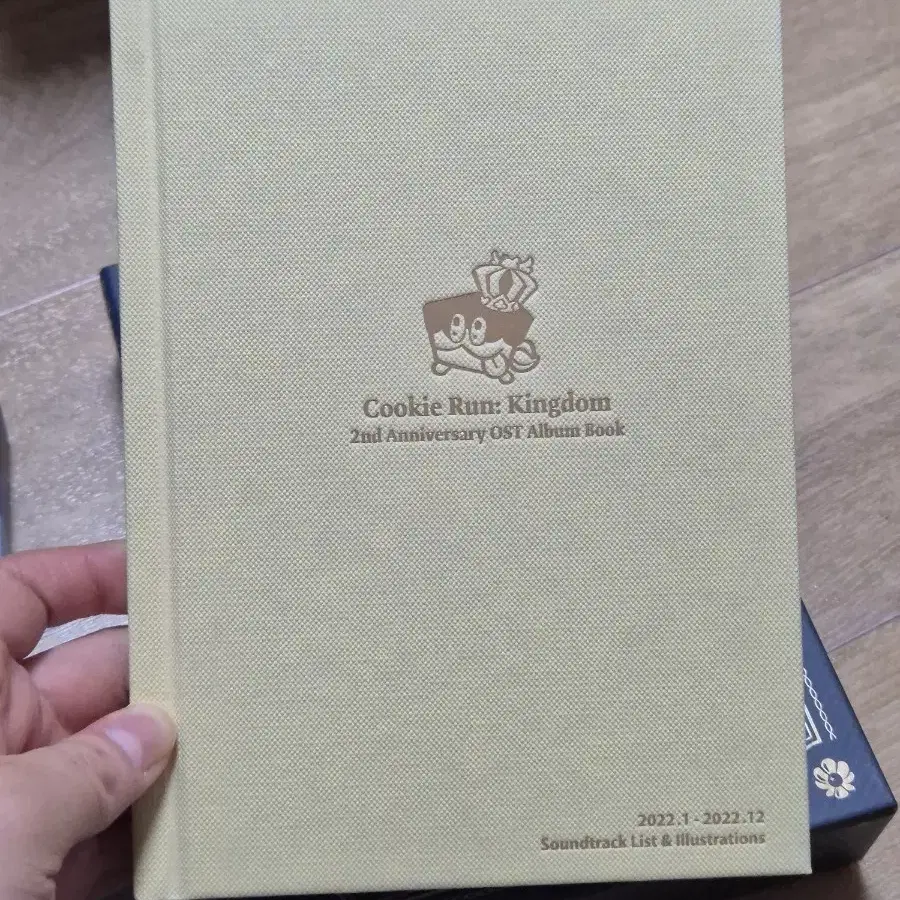 Cookie Run: Kingdom
2nd Anniversary OST Album Book
2022.1 - 2022.12
Soundtrack List & Illustrations